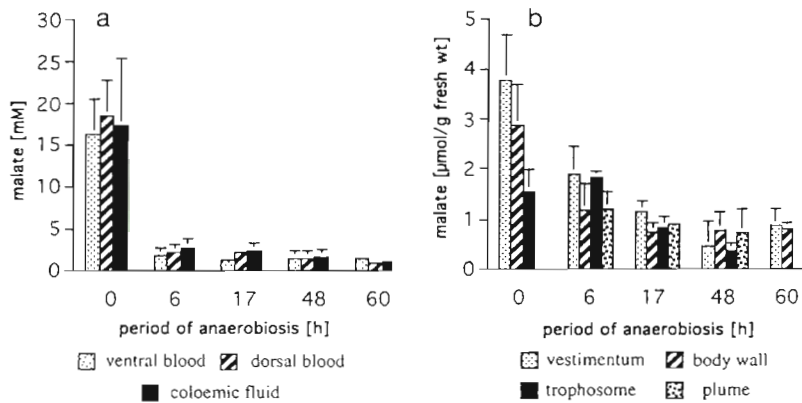 a
malate [mM]
30
25
20
15
10
5
0
0 6 17 48 60
period of anaerobiosis [h]
ventral blood dorsal blood
coloemic fluid
b
malate [µmol/g fresh wt]
5
4
3
2
1
0
0 6 17 48 60
period of anaerobiosis [h]
vestimentum body wall
trophosome plume